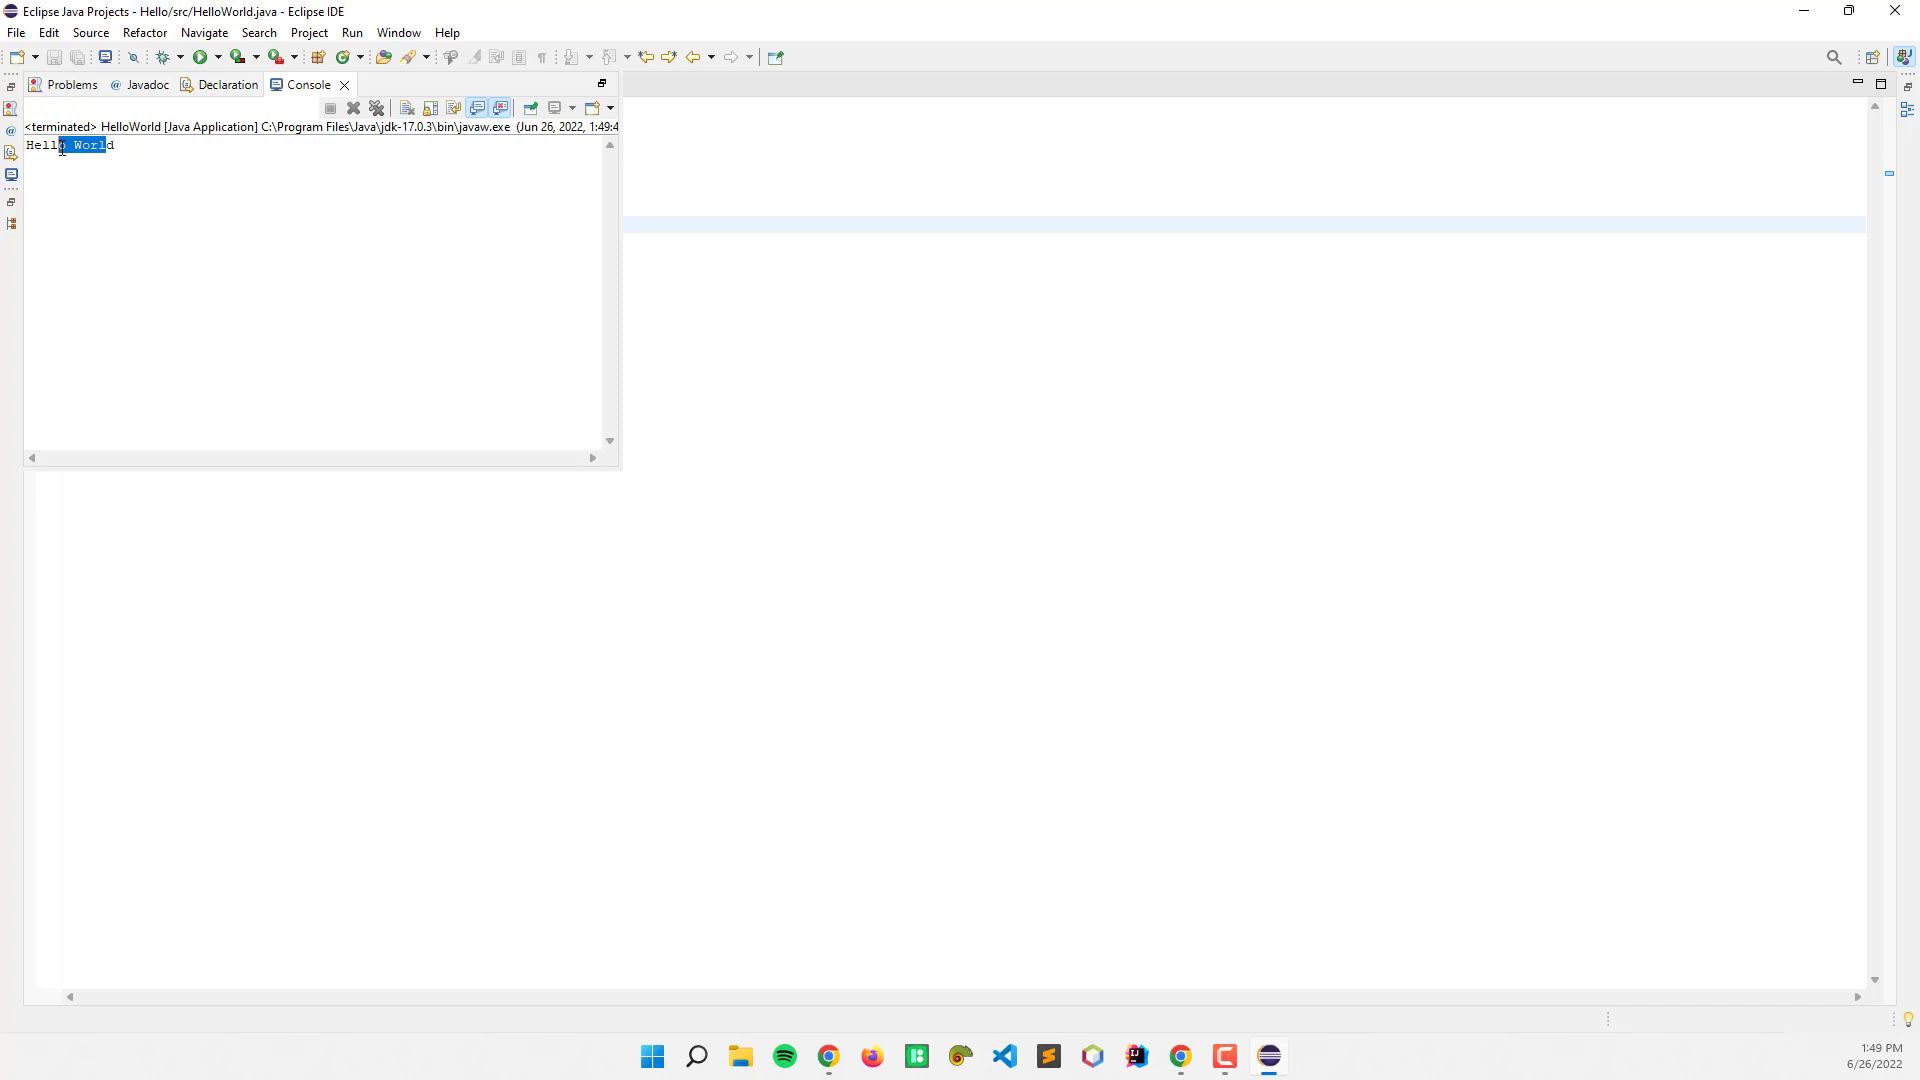 Eclipse Java Projects - Hello/src/HelloWorld.java - Eclipse IDE
File Edit Source Refactor Navigate Search Project Run Window Help
Problems @ Javadoc Declaration Console
<terminated> HelloWorld [Java Application] C:\Program Files\Java\jdk-17.0.3\bin\javaw.exe (Jun 26, 2022, 1:49:4
Hello World
1:49 PM
6/26/2022